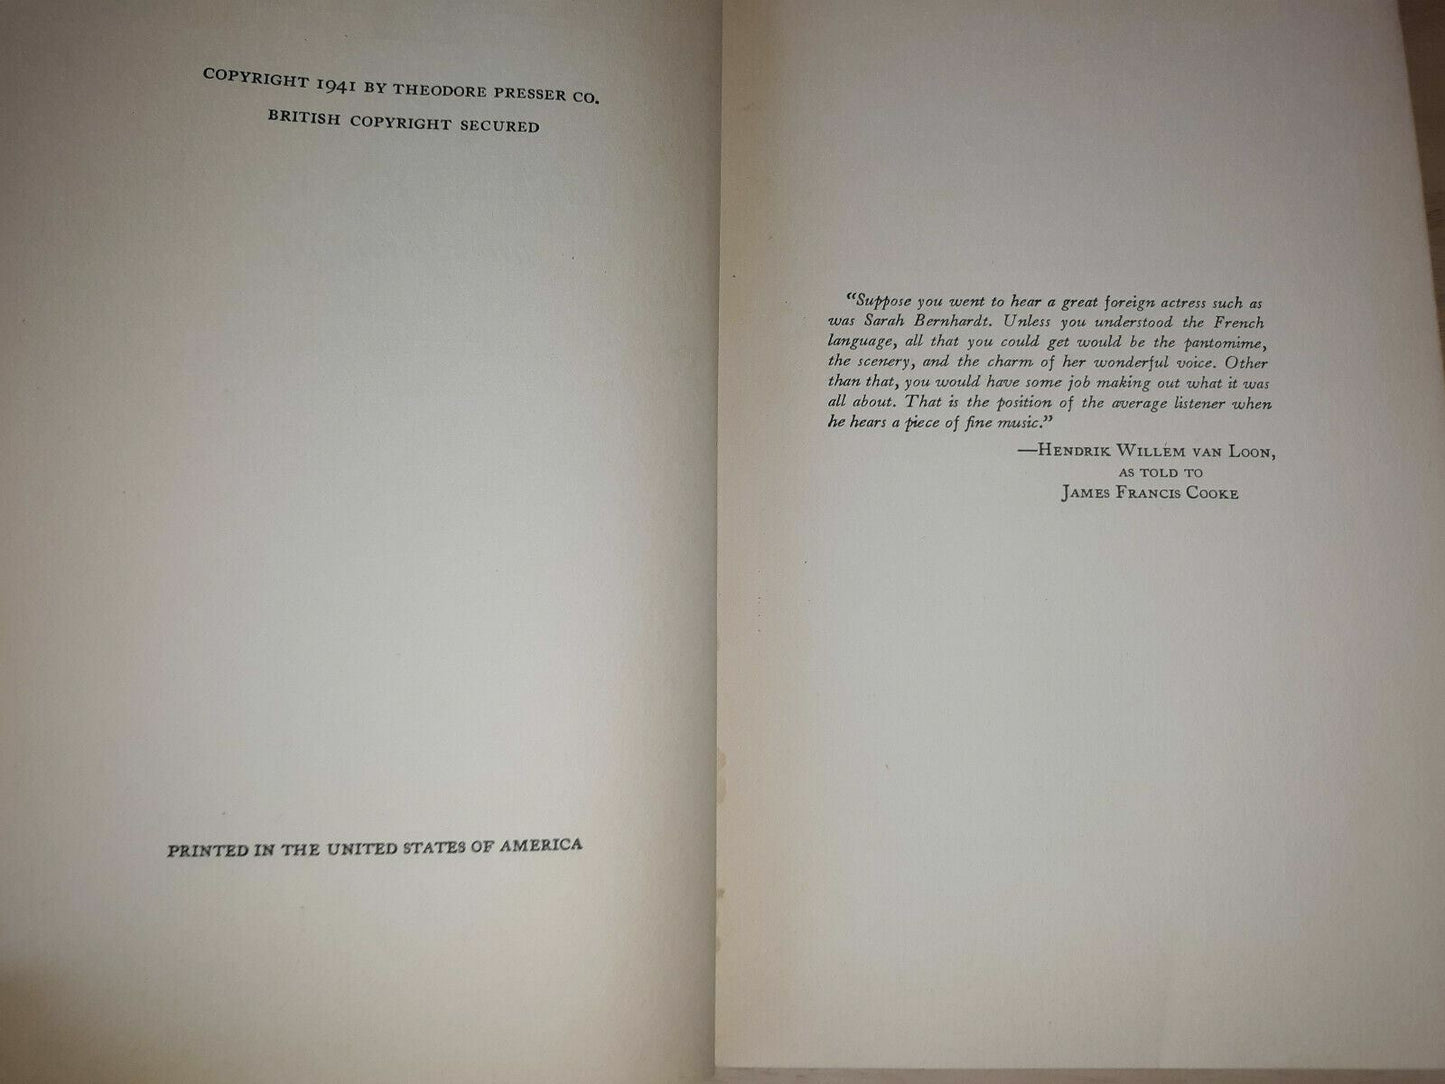 COPYRIGHT 1941 BY THEODORE PRESSER CO.
BRITISH COPYRIGHT SECURED
PRINTED IN THE UNITED STATES OF AMERICA
“Suppose you went to hear a great foreign actress such as
was Sarah Bernhardt. Unless you understood the French
language, all that you could get would be the pantomime,
the scenery, and the charm of her wonderful voice. Other
than that, you would have some job making out what it was
all about. That is the position of the average listener when
he hears a piece of fine music.”
—HENDRIK WILLEM VAN LOON,
AS TOLD TO
JAMES FRANCIS COOKE